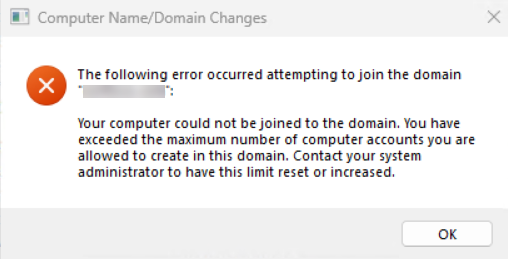 Computer Name/Domain Changes
The following error occurred attempting to join the domain
"":
Your computer could not be joined to the domain. You have
exceeded the maximum number of computer accounts you are
allowed to create in this domain. Contact your system
administrator to have this limit reset or increased.
OK